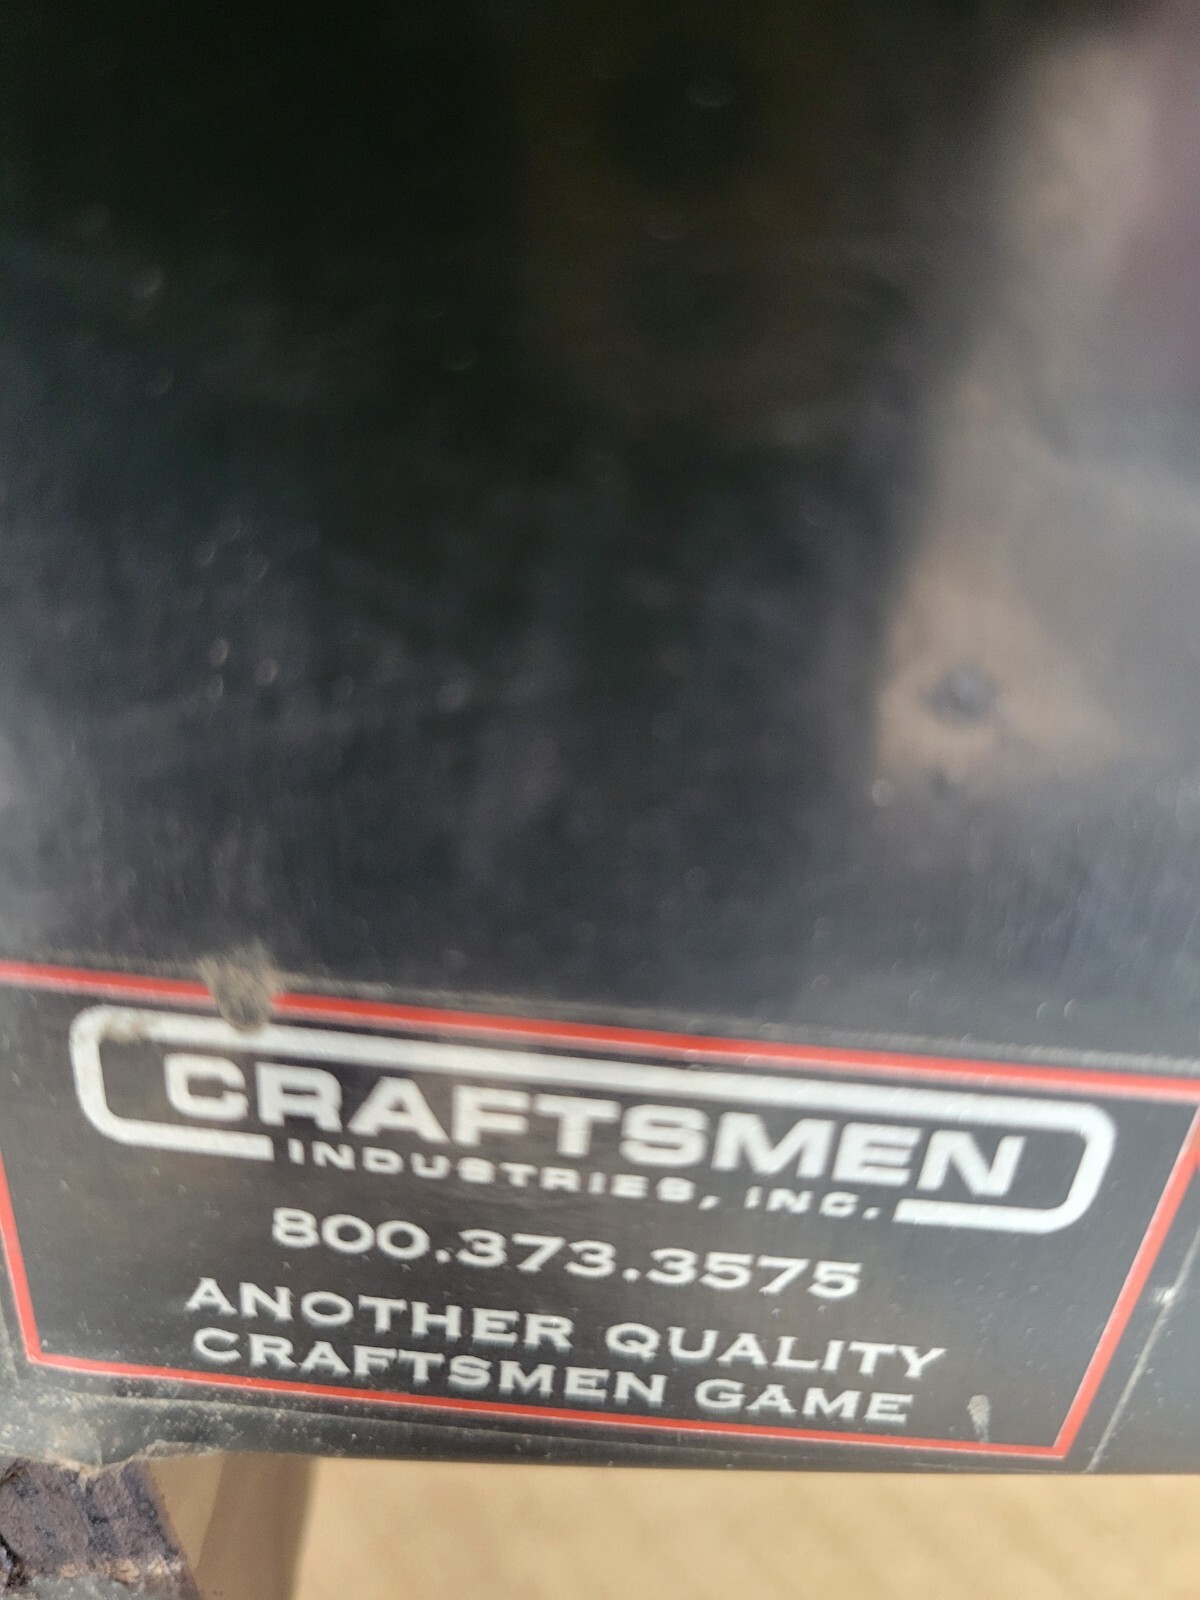 CRAFTSMEN
INDUSTRIES, INC.
800.373.3575
ANOTHER QUALITY
CRAFTSMEN GAME